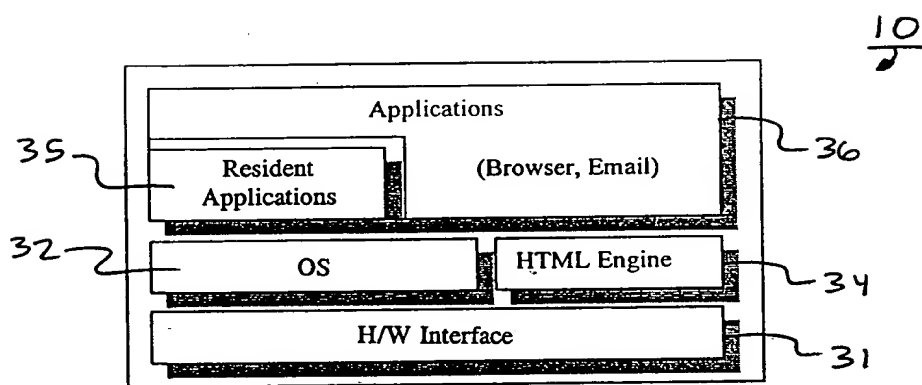 10
Applications
35
36
Resident
Applications
(Browser, Email)
32
OS
HTML Engine
34
H/W Interface
31